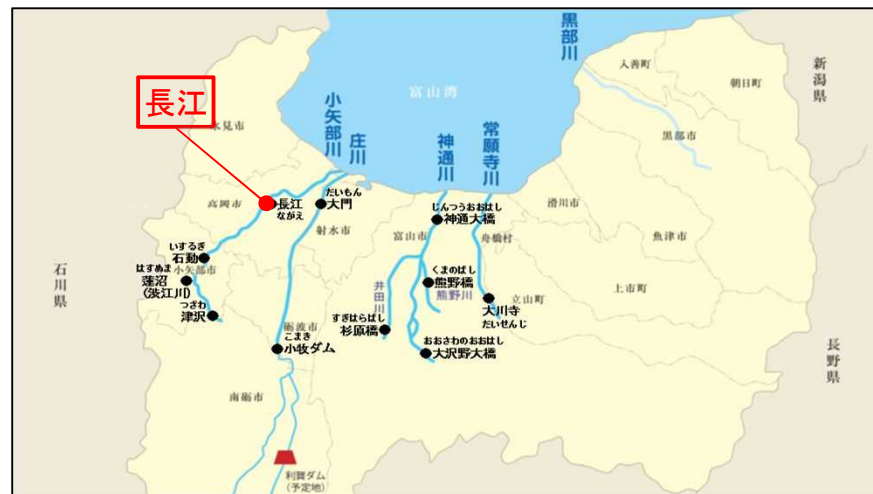 長江
富山湾
黒部川
小矢部川
庄川
神通川
常願寺川
新潟県
入善町
朝日町
黒部市
氷見市
高岡市
長江
ながえ
だいもん
大門
射水市
じんつうおおはし
神通大橋
富山市
舟橋村
滑川市
魚津市
いするぎ
石動
はすぬま
小矢部市
蓮沼
(渋江川)
つざわ
津沢
石川県
井田川
くまのばし
熊野橋
熊野川
立山町
上市町
大川寺
だいせんじ
砺波市
こまき
小牧ダム
すぎはらばし
杉原橋
おおさわのおおはし
大沢野大橋
長野県
南砺市
利賀ダム
(予定地)